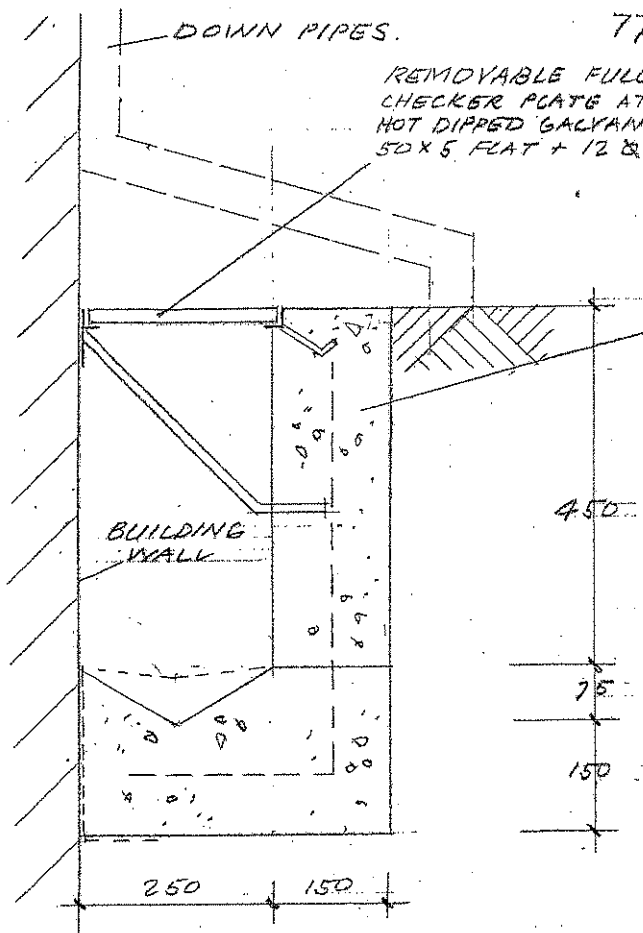 DOWN PIPES.
77
REMOVABLE FULL
CHECKER PLATE AT
HOT DIPPED GALVAN
50 X 5 FLAT + 12
450
BUILDING
WALL
75
150
250
150